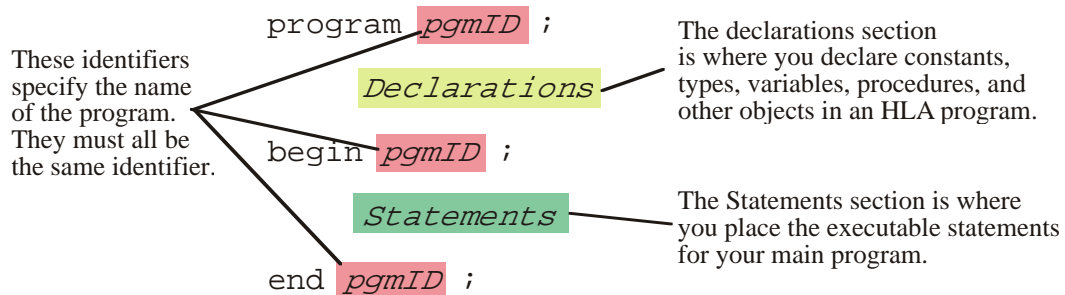 program pgmID ;
These identifiers
specify the name
of the program.
They must all be
the same identifier.
Declarations
The declarations section
is where you declare constants,
types, variables, procedures, and
other objects in an HLA program.
begin pgmID ;
Statements
The Statements section is where
you place the executable statements
for your main program.
end pgmID ;